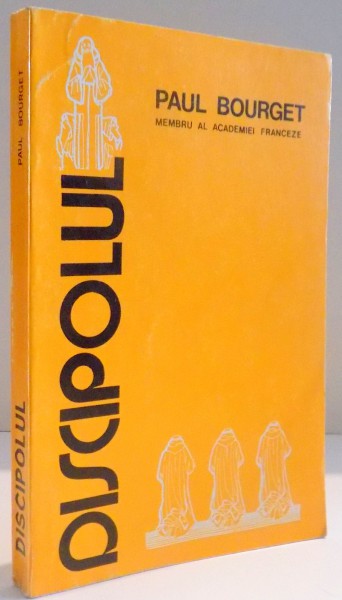 PAUL BOURGET
MEMBRU AL ACADEMIEI FRANCEZE
DISCIPOLUL
PAUL BOURGET
DISCIPOLUL